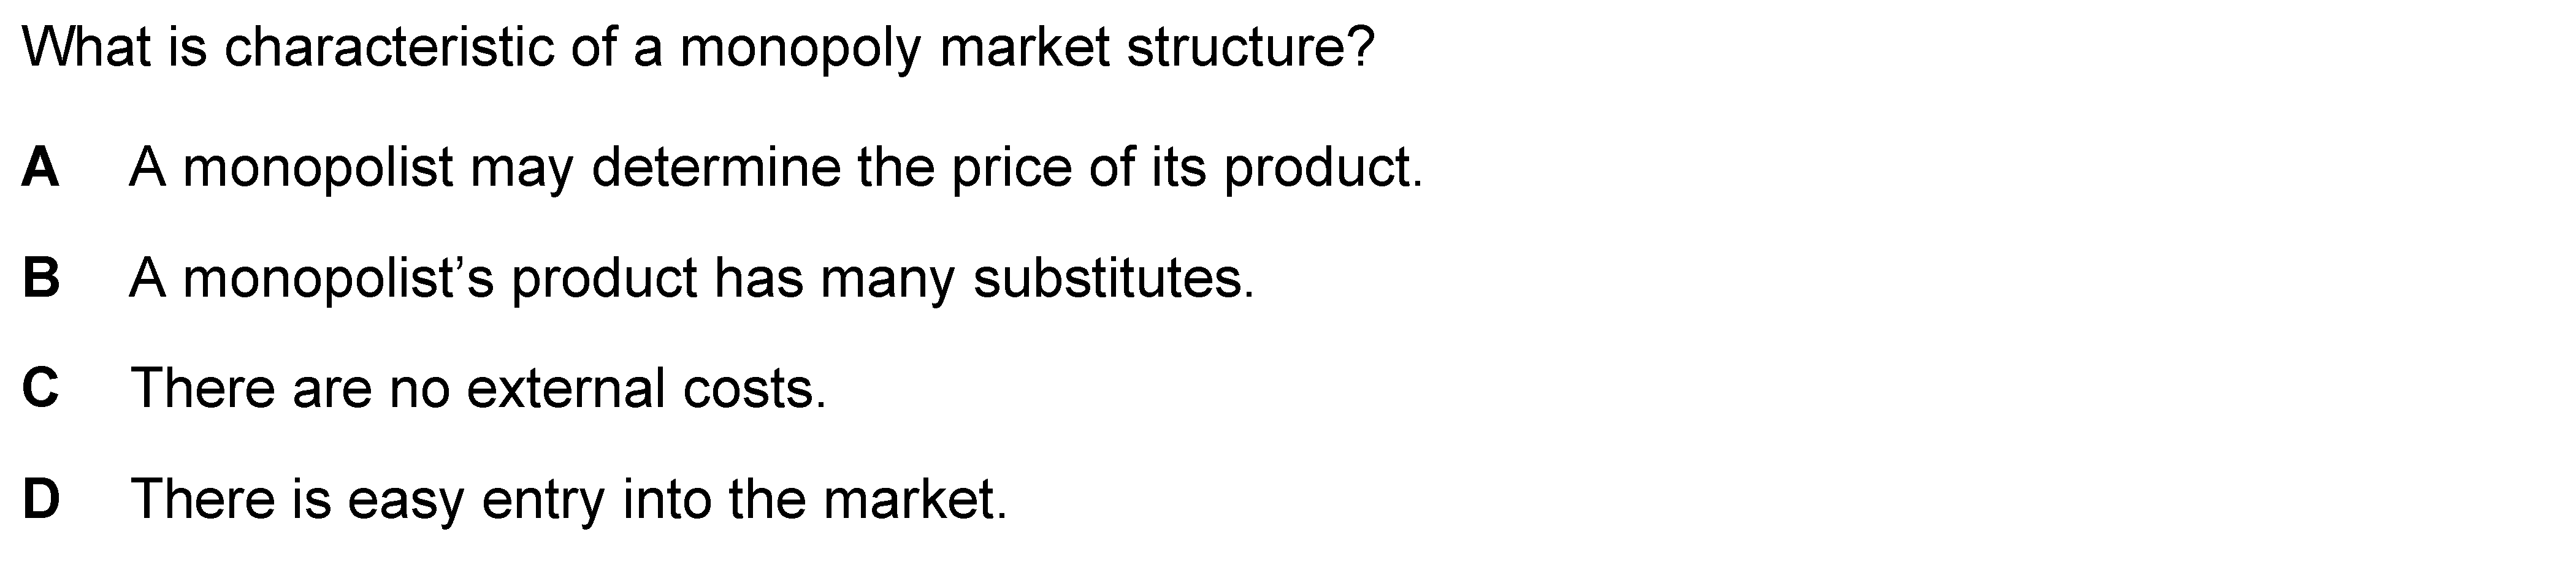 What is characteristic of a monopoly market structure?
A A monopolist may determine the price of its product.
B A monopolist’s product has many substitutes.
C There are no external costs.
D There is easy entry into the market.